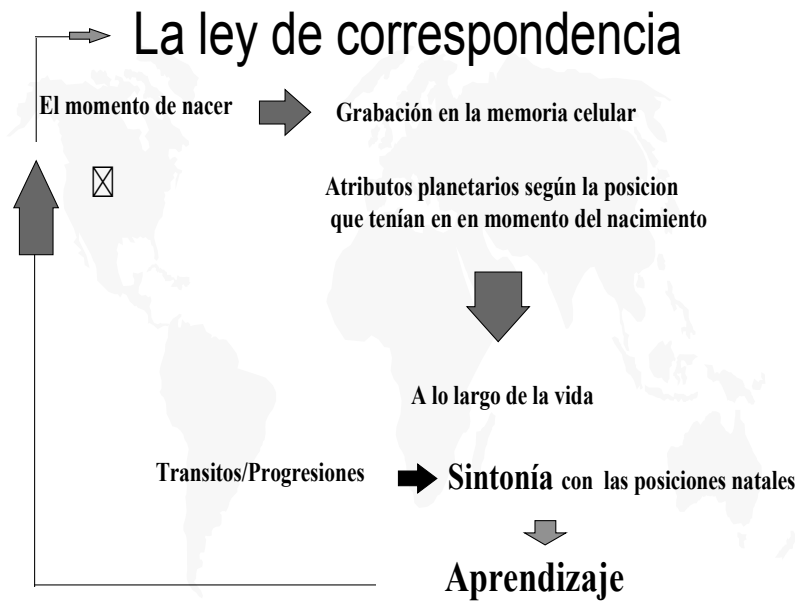 La ley de correspondencia
El momento de nacer
Grabación en la memoria celular
Atributos planetarios según la posicion
que tenían en en momento del nacimiento
A lo largo de la vida
Transitos/Progresiones
Sintonía con las posiciones natales
Aprendizaje